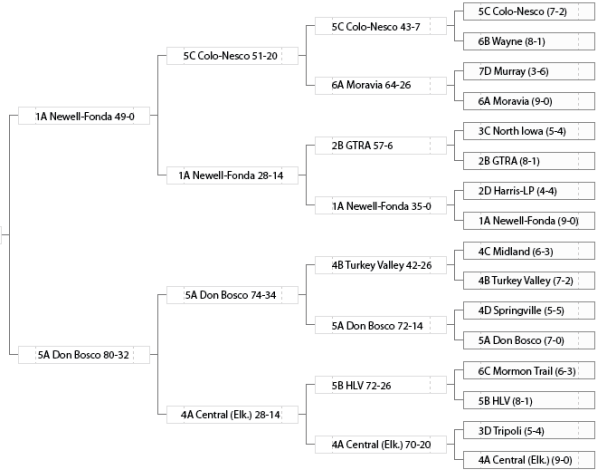 5C Colo-Nesco (7-2)
5C Colo-Nesco 43-7
6B Wayne (8-1)
5C Colo-Nesco 51-20
7D Murray (3-6)
6A Moravia 64-26
6A Moravia (9-0)
1A Newell-Fonda 49-0
3C North Iowa (5-4)
2B GTRA 57-6
2B GTRA (8-1)
1A Newell-Fonda 28-14
2D Harris-LP (4-4)
1A Newell-Fonda 35-0
1A Newell-Fonda (9-0)
4C Midland (6-3)
4B Turkey Valley 42-26
4B Turkey Valley (7-2)
5A Don Bosco 74-34
4D Springville (5-5)
5A Don Bosco 72-14
5A Don Bosco (7-0)
5A Don Bosco 80-32
6C Mormon Trail (6-3)
5B HLV 72-26
5B HLV (8-1)
4A Central (Elk.) 28-14
3D Tripoli (5-4)
4A Central (Elk.) 70-20
4A Central (Elk.) (9-0)